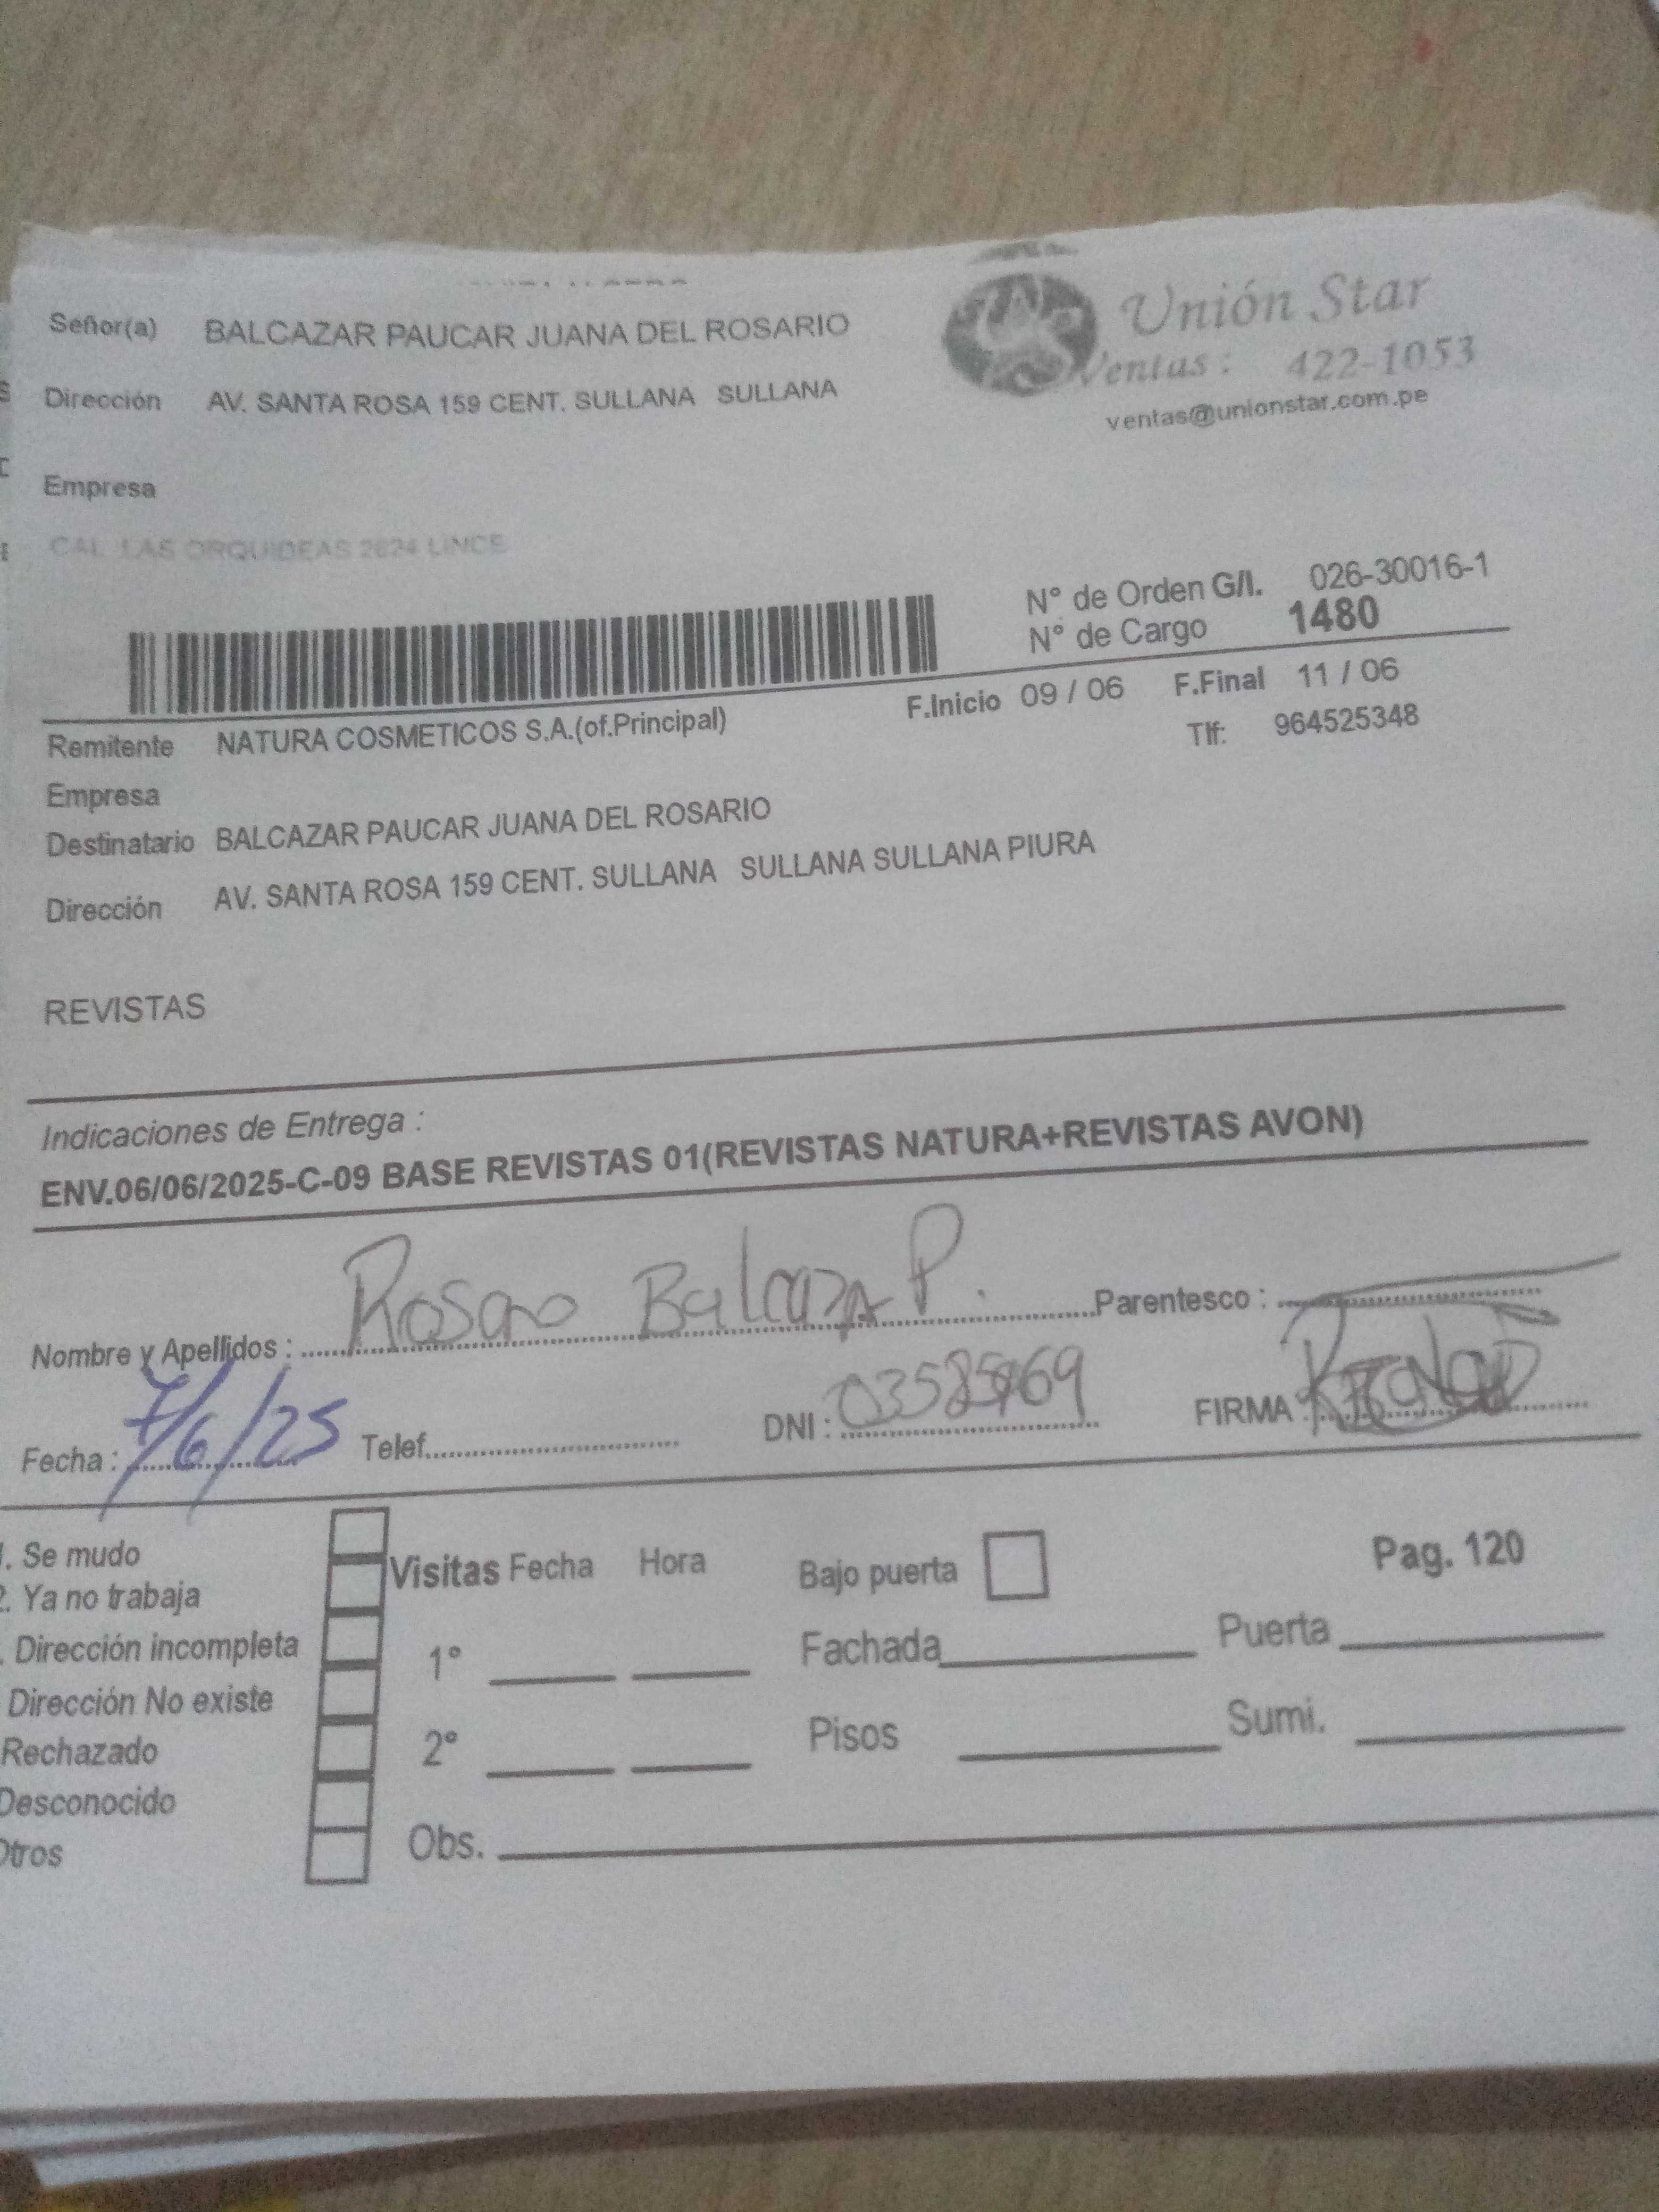 Señor(a) BALCAZAR PAUCAR JUANA DEL ROSARIO
Unión Star
Dirección AV. SANTA ROSA 159 CENT. SULLANA SULLANA
Ventas: 422-1053
ventas@unionstar.com.pe
Empresa
CAL. LAS ORQUIDEAS 2624 LINCE
N° de Orden G/I. 026-30016-1
N° de Cargo 1480
F.Inicio 09 / 06 F.Final 11 / 06
Remitente NATURA COSMETICOS S.A.(of.Principal)
Tlf: 964525348
Empresa
Destinatario BALCAZAR PAUCAR JUANA DEL ROSARIO
Dirección AV. SANTA ROSA 159 CENT. SULLANA SULLANA SULLANA PIURA
REVISTAS
Indicaciones de Entrega :
ENV.06/06/2025-C-09 BASE REVISTAS 01(REVISTAS NATURA+REVISTAS AVON)
Nombre y Apellidos : Rosario Balcazar P. Parentesco :
Fecha : 7/6/25 Telef. DNI : FIRMA :
. Se mudo
2. Ya no trabaja
. Dirección incompleta
Dirección No existe
Rechazado
Desconocido
Otros
Visitas Fecha Hora
1°
2°
Obs.
Bajo puerta
Pag. 120
Fachada Puerta
Pisos Sumi.